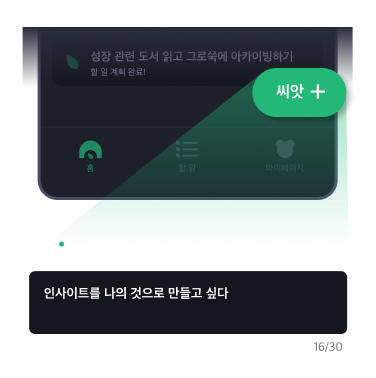 성장 관련 도서 읽고 그로쑥에 아카이빙하기
할 일 계획 완료!
씨앗 +
홈
할 일
마이페이지
인사이트를 나의 것으로 만들고 싶다
16/30